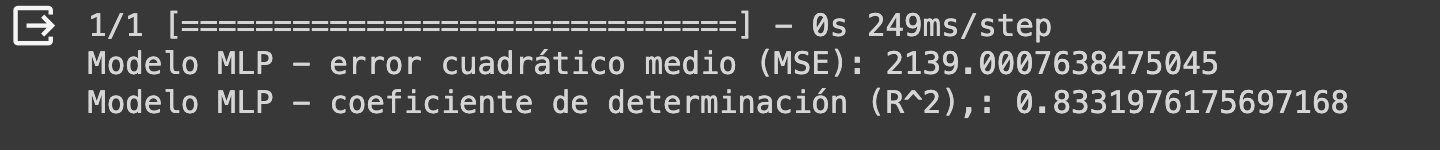 1/1 [==============================] - 0s 249ms/step
Modelo MLP - error cuadrático medio (MSE): 2139.0007638475045
Modelo MLP - coeficiente de determinación (R^2),: 0.8331976175697168